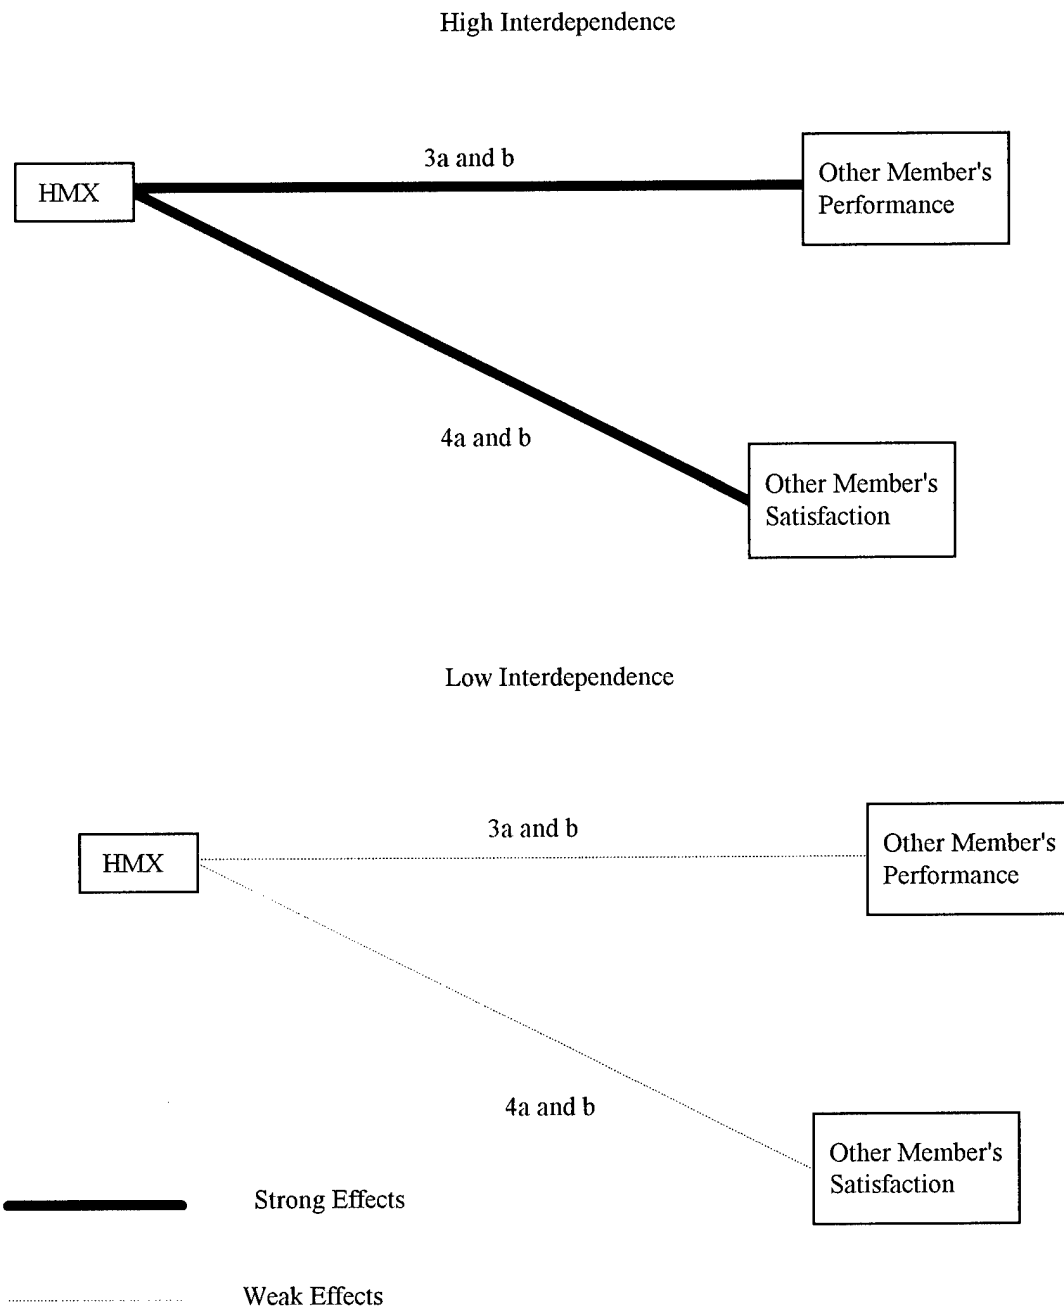 High Interdependence
3a and b
HMX
Other Member's
Performance
4a and b
Other Member's
Satisfaction
Low Interdependence
3a and b
HMX
Other Member's
Performance
4a and b
Other Member's
Satisfaction
Strong Effects
Weak Effects